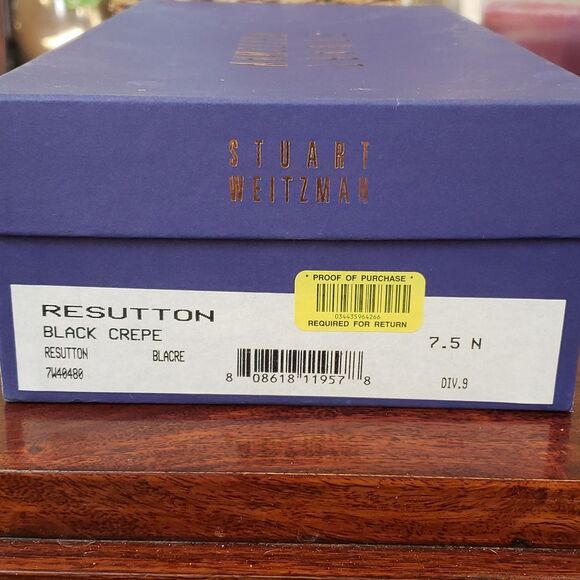 STUART
WEITZMAN
• PROOF OF PURCHASE •
034435964266
REQUIRED FOR RETURN
RESUTTON
BLACK CREPE
7.5 N
RESUTTON BLACRE
7W40480
8 08618 11957 8
DIV.9